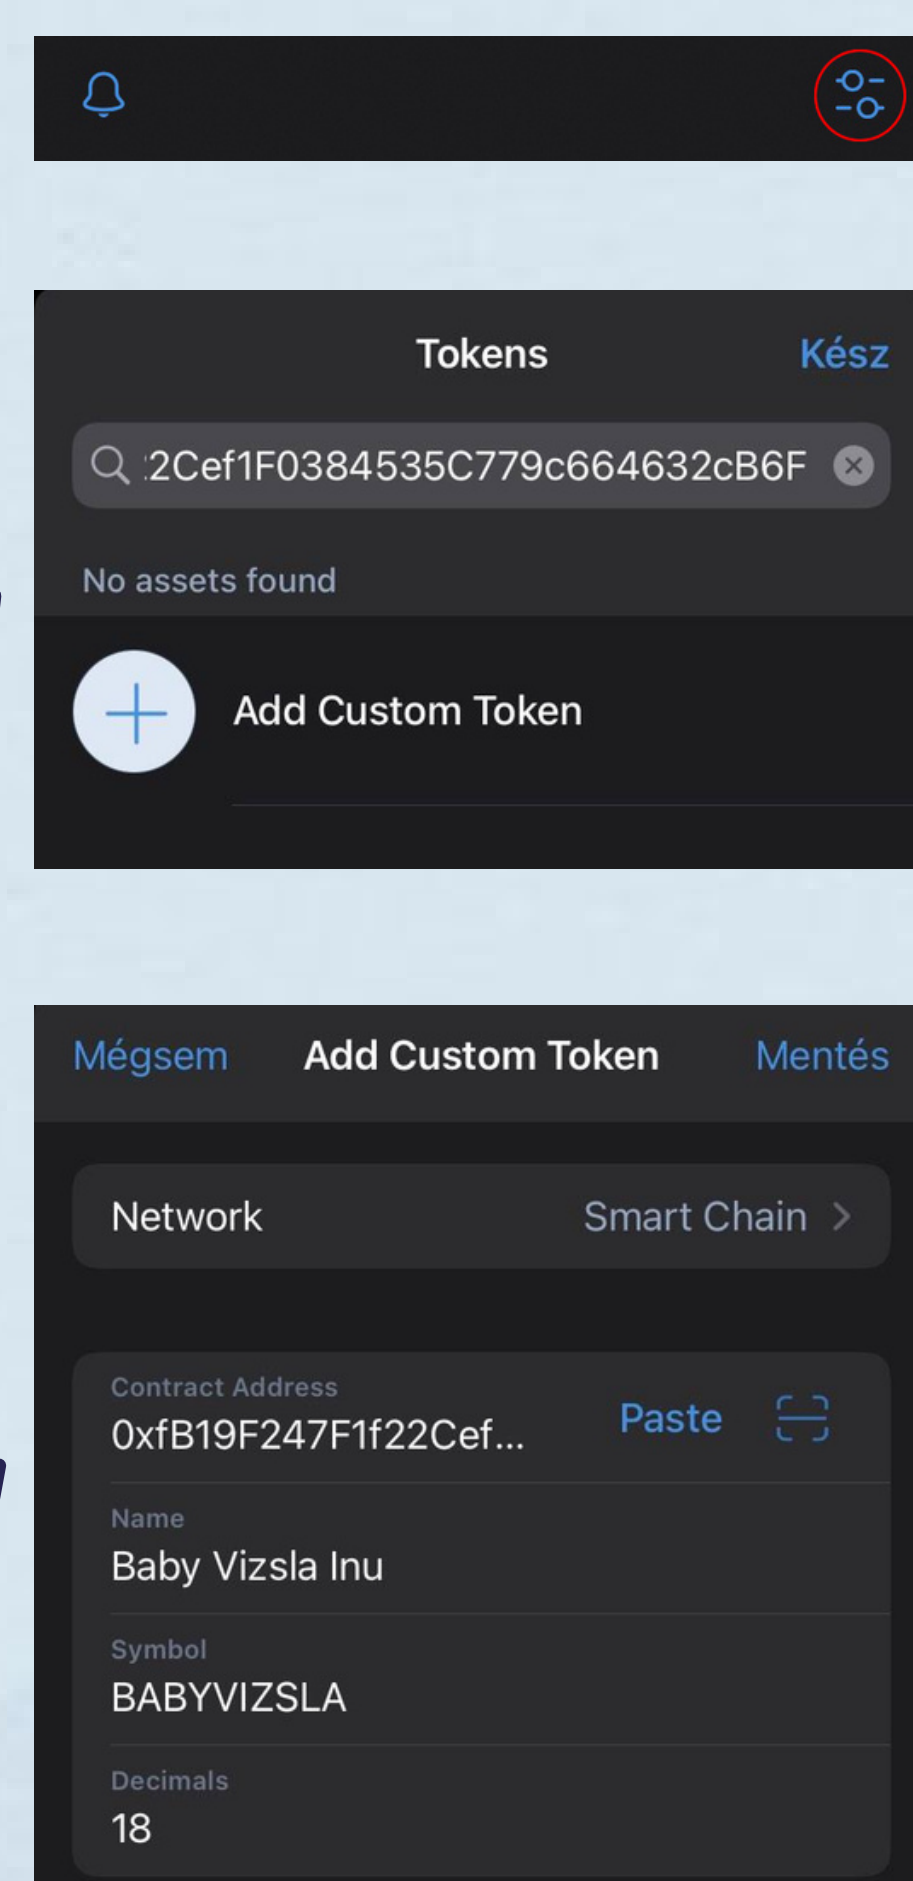 Tokens Kész
2Cef1F0384535C779c664632cB6F
No assets found
Add Custom Token
Mégsem Add Custom Token Mentés
Network Smart Chain
Contract Address
0xfB19F247F1f22Cef... Paste
Name
Baby Vizsla Inu
Symbol
BABYVIZSLA
Decimals
18